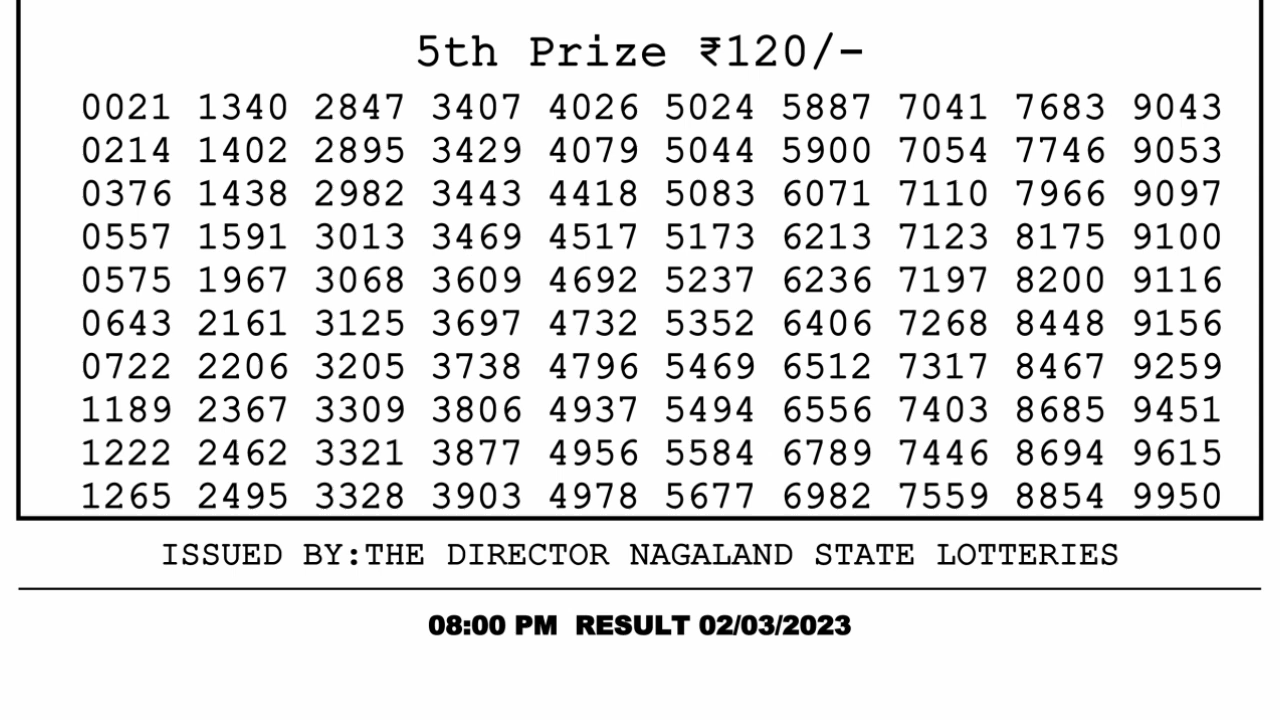 5th Prize ₹120/-
0021 1340 2847 3407 4026 5024 5887 7041 7683 9043
0214 1402 2895 3429 4079 5044 5900 7054 7746 9053
0376 1438 2982 3443 4418 5083 6071 7110 7966 9097
0557 1591 3013 3469 4517 5173 6213 7123 8175 9100
0575 1967 3068 3609 4692 5237 6236 7197 8200 9116
0643 2161 3125 3697 4732 5352 6406 7268 8448 9156
0722 2206 3205 3738 4796 5469 6512 7317 8467 9259
1189 2367 3309 3806 4937 5494 6556 7403 8685 9451
1222 2462 3321 3877 4956 5584 6789 7446 8694 9615
1265 2495 3328 3903 4978 5677 6982 7559 8854 9950
ISSUED BY:THE DIRECTOR NAGALAND STATE LOTTERIES
08:00 PM RESULT 02/03/2023